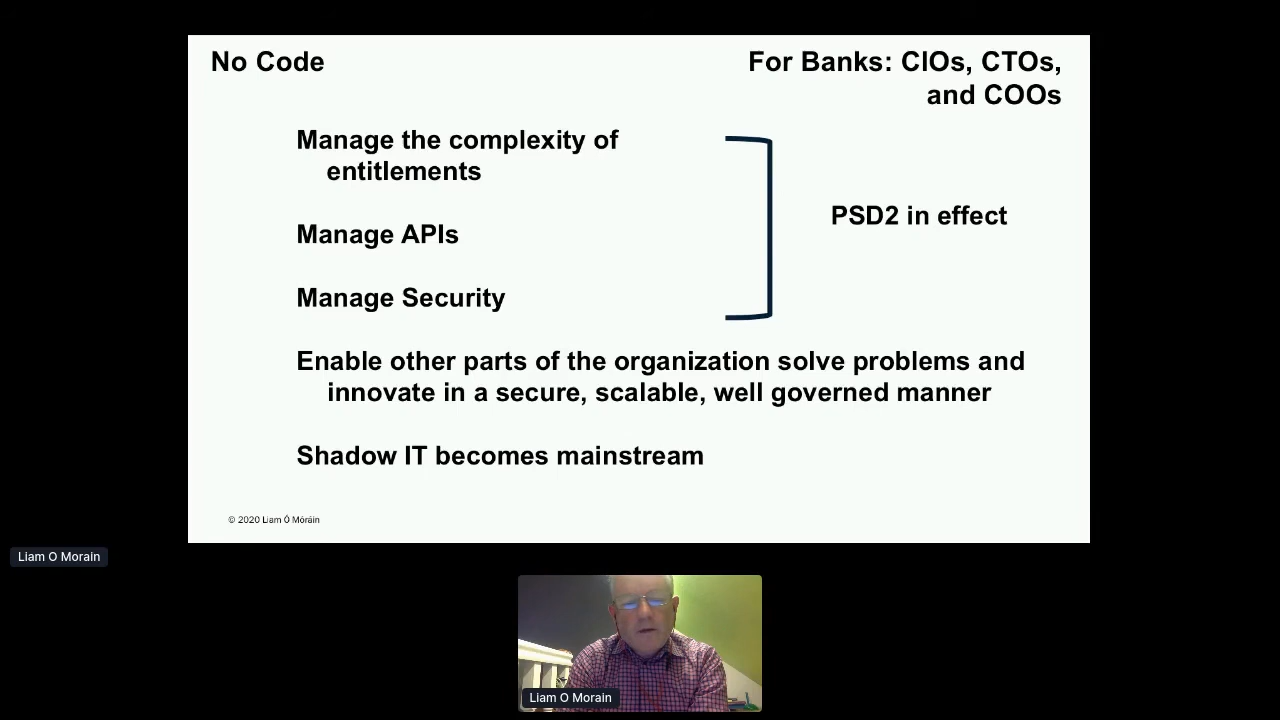 No Code
For Banks: CIOs, CTOs,
and COOs
Manage the complexity of
entitlements
Manage APIs
Manage Security
PSD2 in effect
Enable other parts of the organization solve problems and
innovate in a secure, scalable, well governed manner
Shadow IT becomes mainstream
© 2020 Liam Ó Móráin
Liam O Morain
Liam O Morain